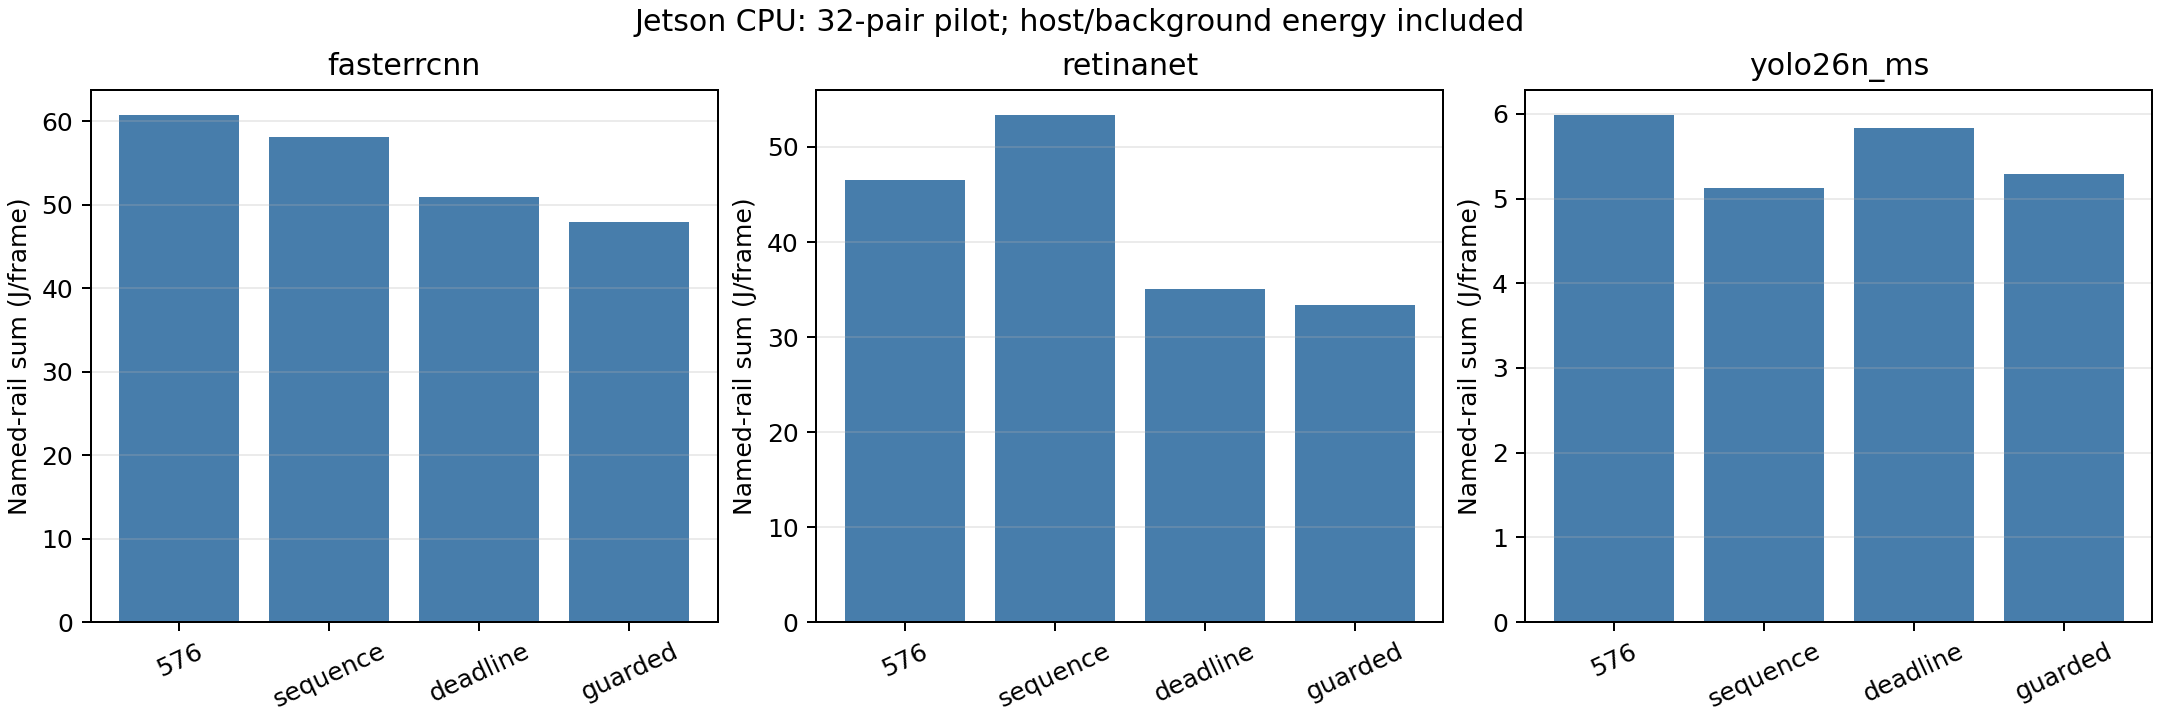 Jetson CPU: 32-pair pilot; host/background energy included
fasterrcnn
Named-rail sum (J/frame)
60
50
40
30
20
10
0
576
sequence
deadline
guarded
retinanet
Named-rail sum (J/frame)
50
40
30
20
10
0
576
sequence
deadline
guarded
yolo26n_ms
Named-rail sum (J/frame)
6
5
4
3
2
1
0
576
sequence
deadline
guarded